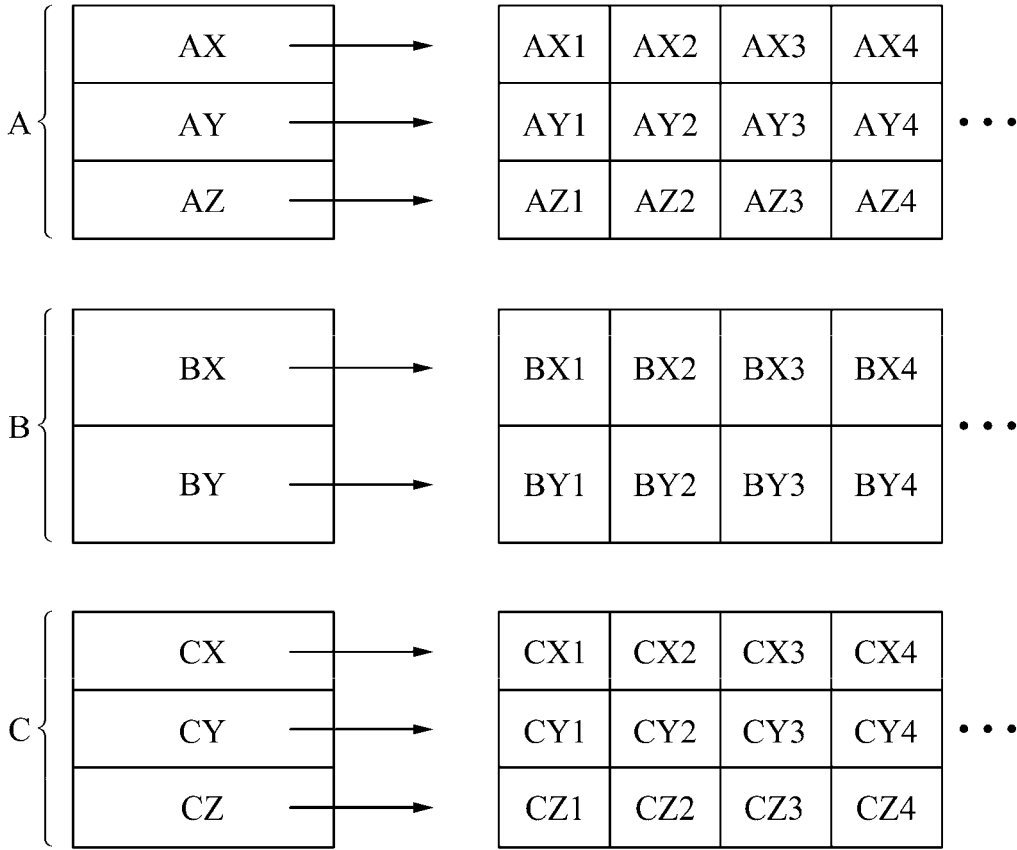 AX AX1 AX2 AX3 AX4
A AY AY1 AY2 AY3 AY4 • • •
AZ AZ1 AZ2 AZ3 AZ4
BX BX1 BX2 BX3 BX4
B • • •
BY BY1 BY2 BY3 BY4
CX CX1 CX2 CX3 CX4
C CY CY1 CY2 CY3 CY4 • • •
CZ CZ1 CZ2 CZ3 CZ4